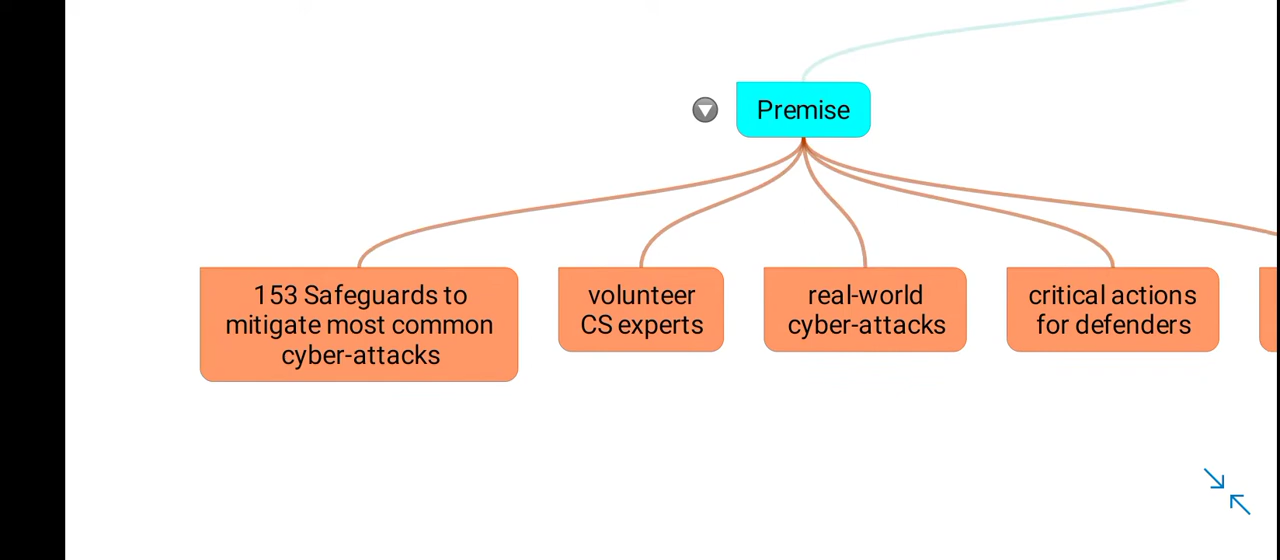 Premise
153 Safeguards to
mitigate most common
cyber-attacks
volunteer
CS experts
real-world
cyber-attacks
critical actions
for defenders